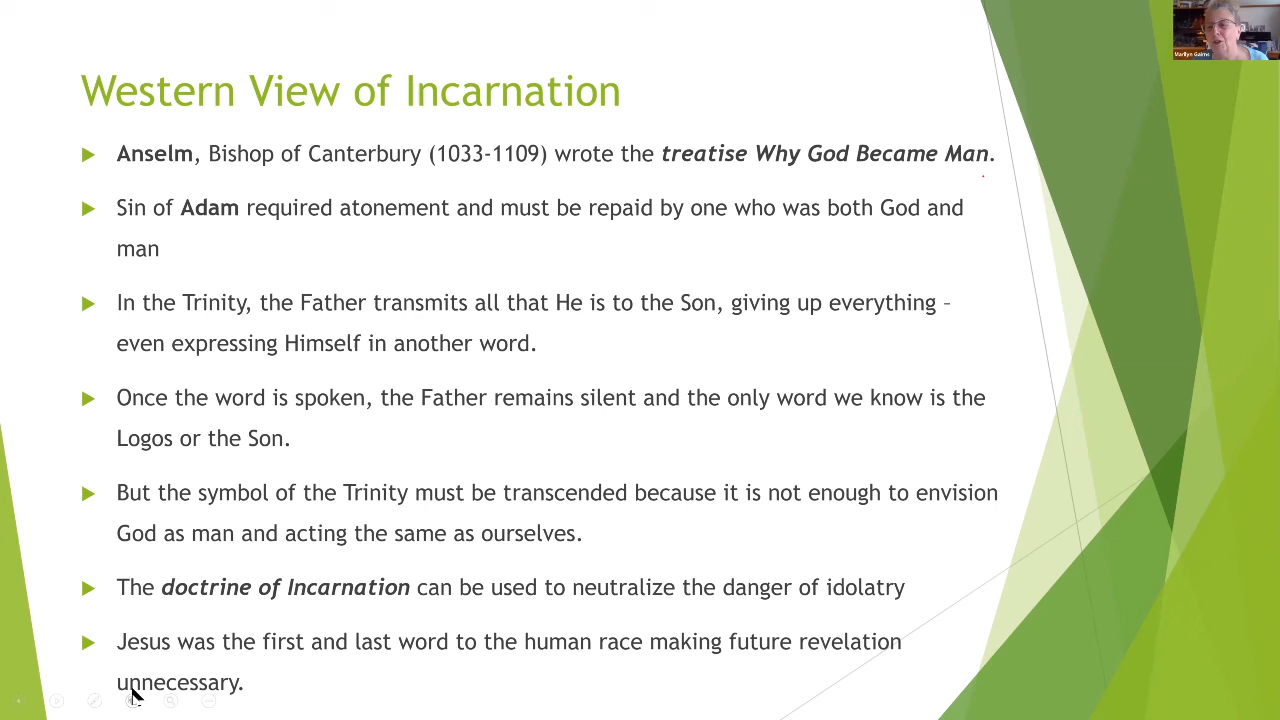 Western View of Incarnation
Anselm, Bishop of Canterbury (1033-1109) wrote the treatise Why God Became Man.
Sin of Adam required atonement and must be repaid by one who was both God and
man
In the Trinity, the Father transmits all that He is to the Son, giving up everything –
even expressing Himself in another word.
Once the word is spoken, the Father remains silent and the only word we know is the
Logos or the Son.
But the symbol of the Trinity must be transcended because it is not enough to envision
God as man and acting the same as ourselves.
The doctrine of Incarnation can be used to neutralize the danger of idolatry
Jesus was the first and last word to the human race making future revelation
unnecessary.
Marilyn Gaims